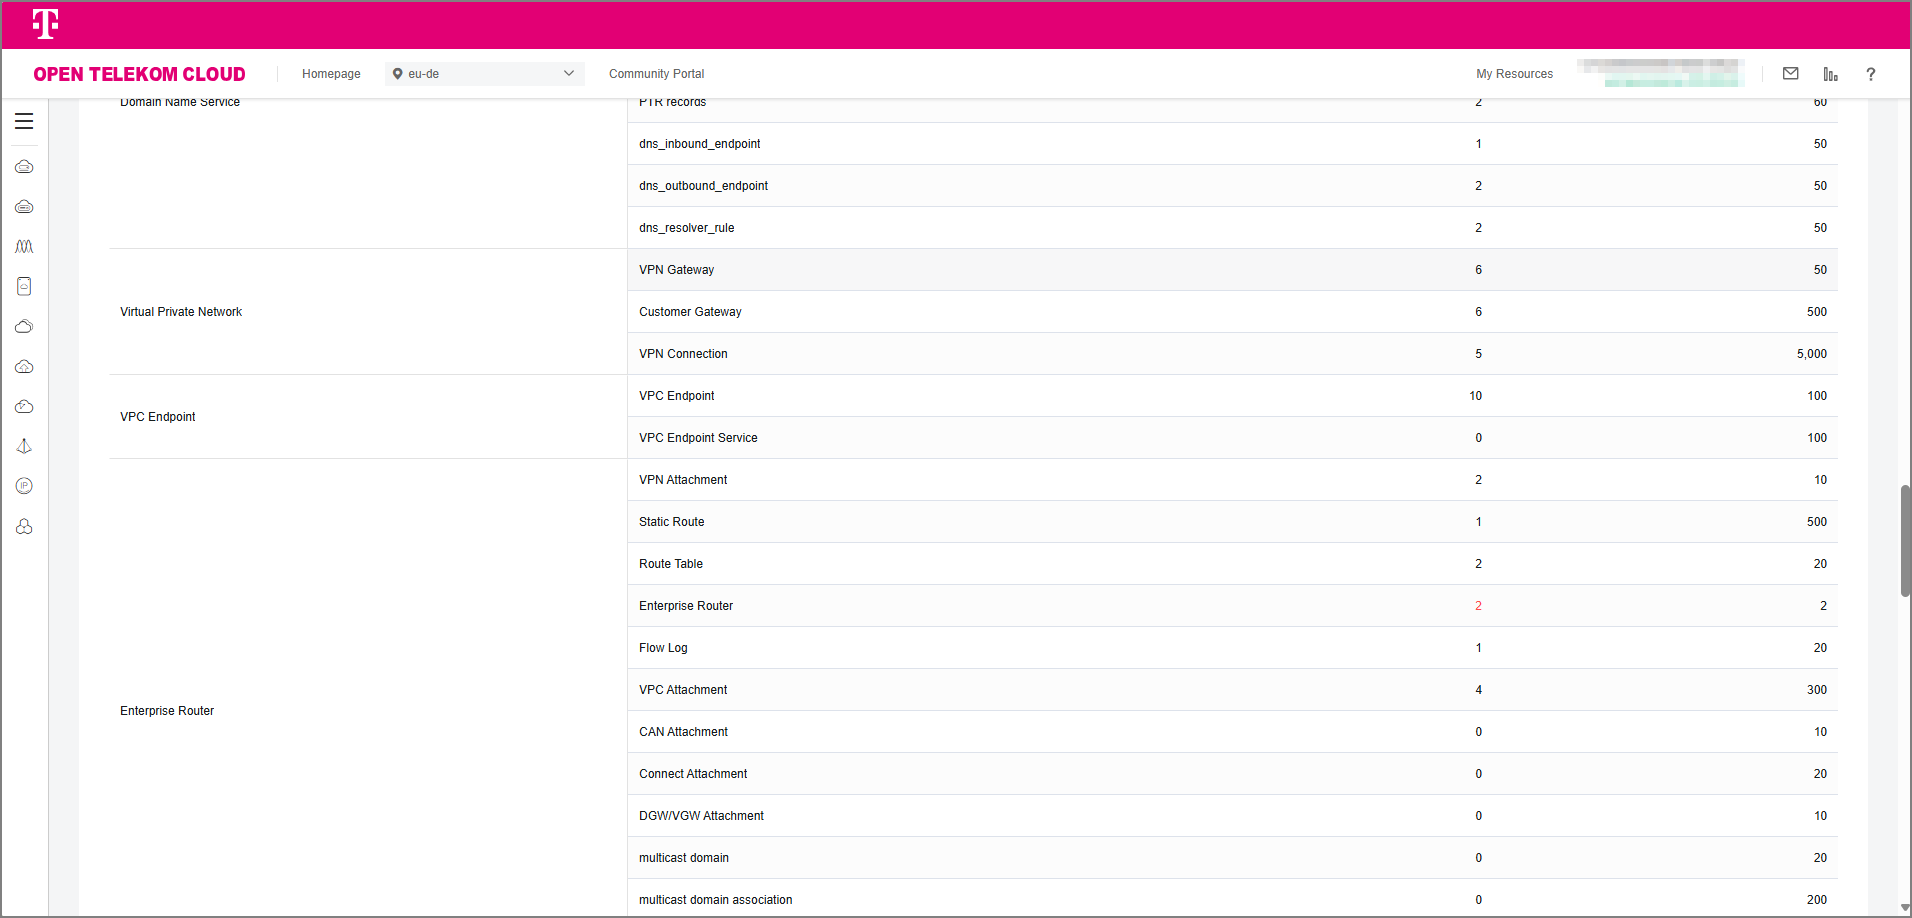 T
OPEN TELEKOM CLOUD
Homepage
eu-de
Community Portal
My Resources
?
Domain Name Service
PTR records 2 60
dns_inbound_endpoint 1 50
dns_outbound_endpoint 2 50
dns_resolver_rule 2 50
Virtual Private Network
VPN Gateway 6 50
Customer Gateway 6 500
VPN Connection 5 5,000
VPC Endpoint
VPC Endpoint 10 100
VPC Endpoint Service 0 100
Enterprise Router
VPN Attachment 2 10
Static Route 1 500
Route Table 2 20
Enterprise Router 2 2
Flow Log 1 20
VPC Attachment 4 300
CAN Attachment 0 10
Connect Attachment 0 20
DGW/VGW Attachment 0 10
multicast domain 0 20
multicast domain association 0 200
IP